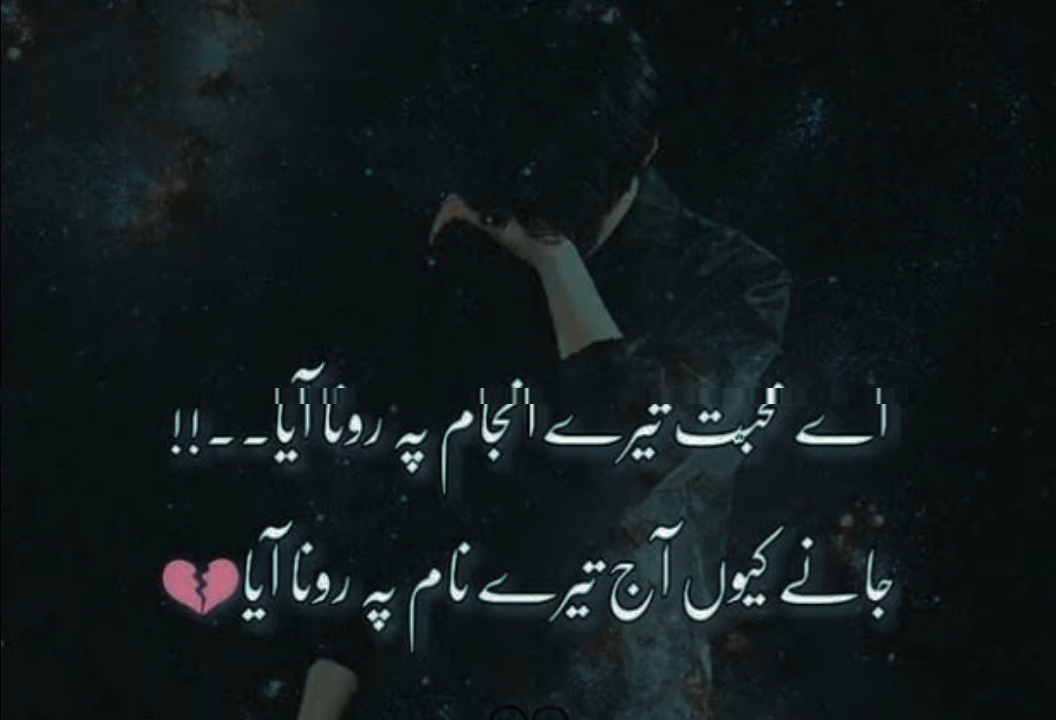 اے محبت تیرے انجام پہ رونا آیا۔۔!!
جانے کیوں آج تیرے نام پہ رونا آیا💔